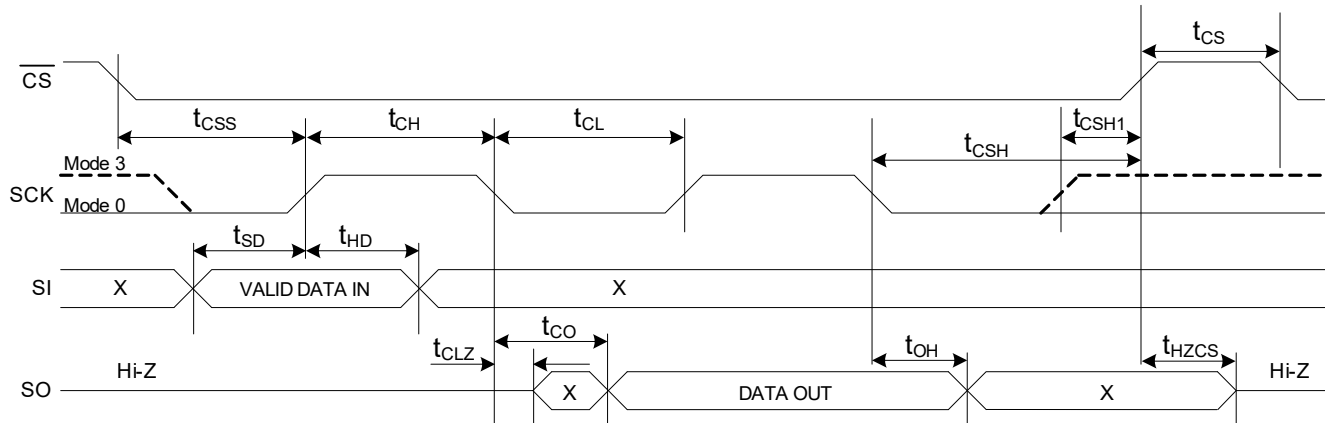 tCS
CS
tCSS
tCH
tCL
tCSH1
tCSH
Mode 3
SCK
Mode 0
tSD
tHD
SI
X
VALID DATA IN
X
tCO
tCLZ
tOH
tHZCS
Hi-Z
Hi-Z
SO
X
DATA OUT
X